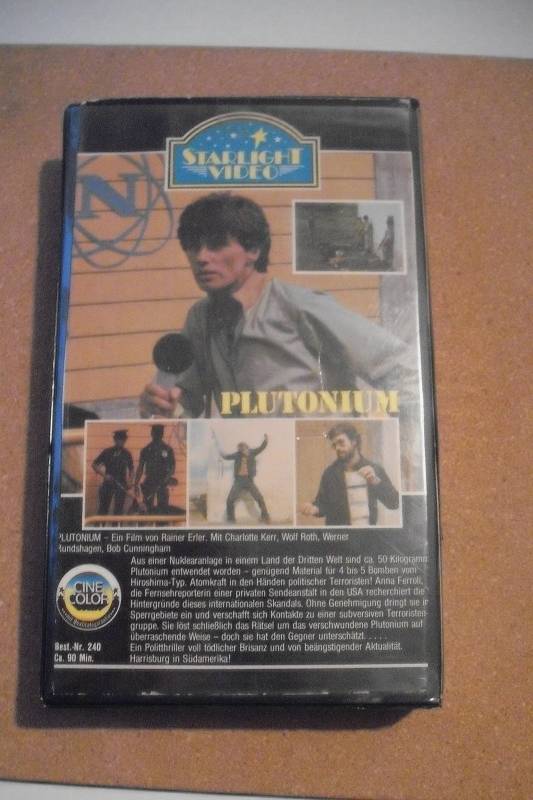 STARLIGHT
VIDEO
N
PLUTONIUM
PLUTONIUM – Ein Film von Rainer Erler. Mit Charlotte Kerr, Wolf Roth, Werner
Rundshagen, Bob Cunningham
Aus einer Nuklearanlage in einem Land der Dritten Welt sind ca. 50 Kilogramm
Plutonium entwendet worden – genügend Material für 4 bis 5 Bomben vom
Hiroshima-Typ. Atomkraft in den Händen politischer Terroristen! Anna Ferroli,
die Fernsehreporterin einer privaten Sendeanstalt in den USA recherchiert die
Hintergründe dieses internationalen Skandals. Ohne Genehmigung dringt sie in
Sperrgebiete ein und verschafft sich Kontakte zu einer subversiven Terroristen-
gruppe. Sie löst schließlich das Rätsel um das verschwundene Plutonium auf
überraschende Weise – doch sie hat den Gegner unterschätzt. . . . .
Ein Politthriller voll tödlicher Brisanz und von beängstigender Aktualität.
Harrisburg in Südamerika!
CINE
COLOR
Best.-Nr. 240
Ca. 90 Min.